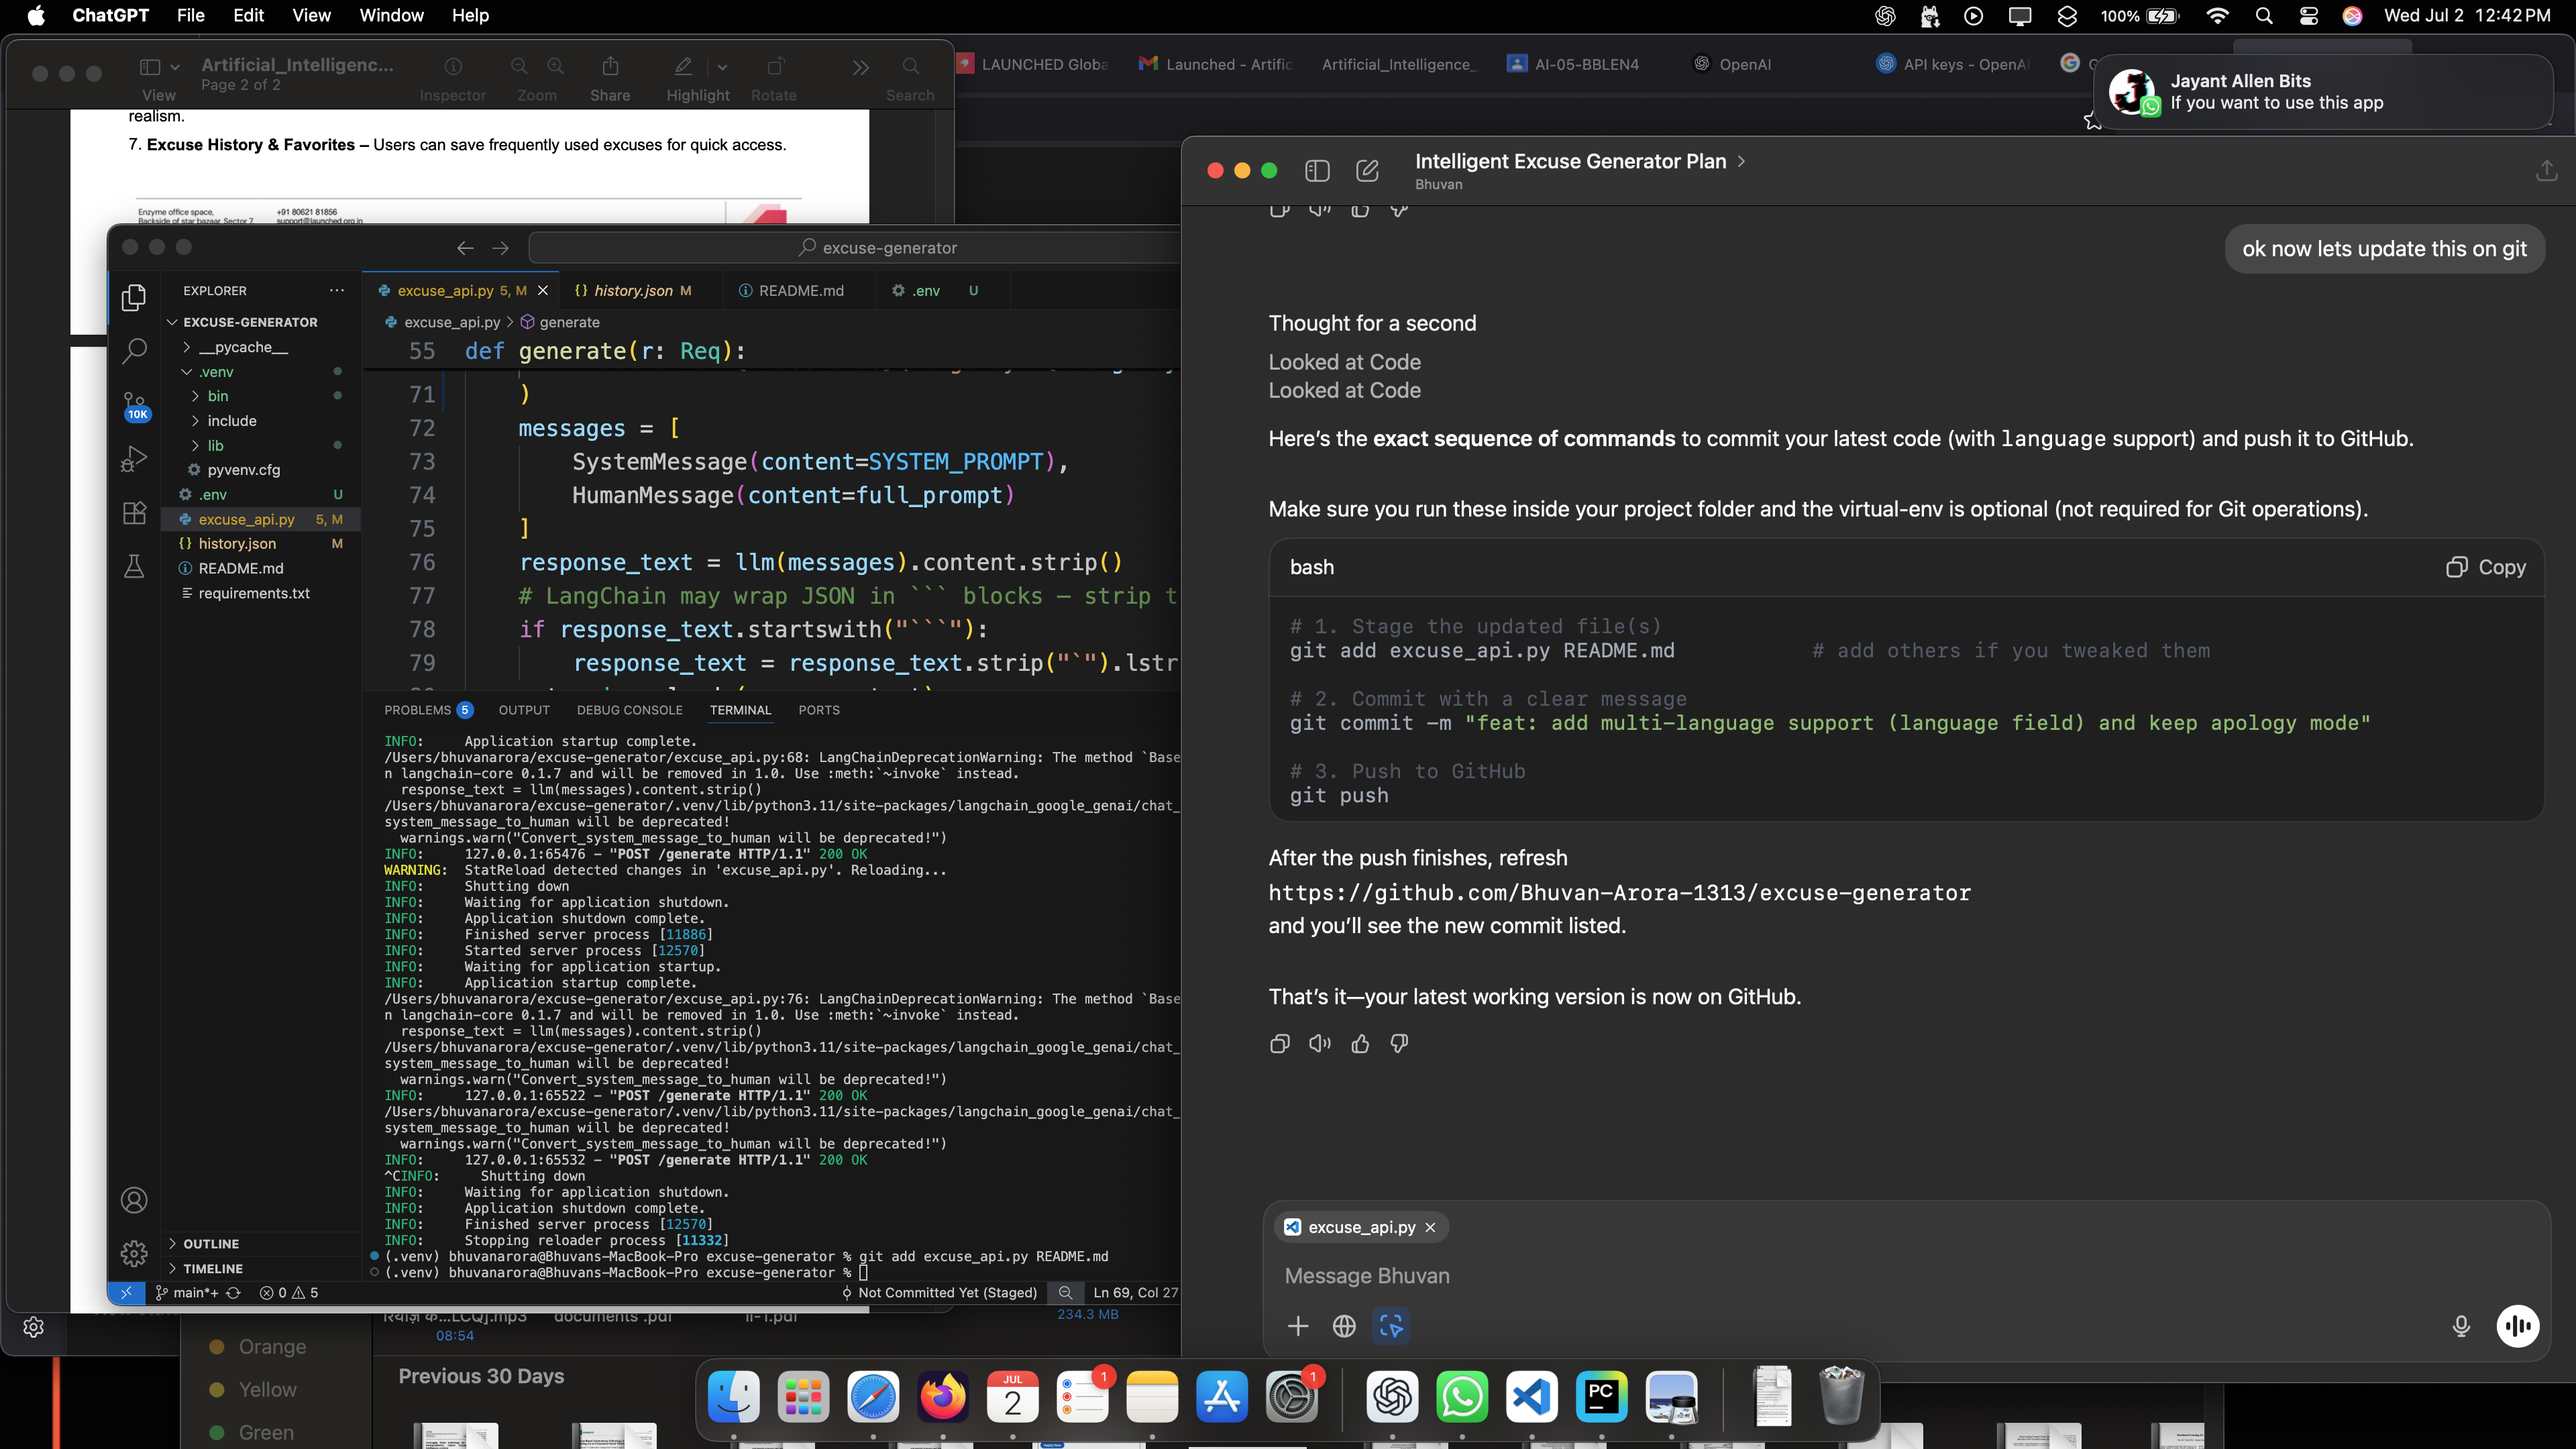 ChatGPT File Edit View Window Help
100% Wed Jul 2 12:42 PM
Artificial_Intelligenc...
Page 2 of 2
View Inspector Zoom Share Highlight Rotate Search
LAUNCHED Globa Launched - Artific Artificial_Intelligence_ AI-05-BBLEN4 OpenAI API keys - OpenAI
Jayant Allen Bits
If you want to use this app
realism.
7. Excuse History & Favorites – Users can save frequently used excuses for quick access.
Enzyme office space, +91 80621 81856
Backside of star bazaar, Sector 7 support@launched.org.in
excuse-generator
EXPLORER
EXCUSE-GENERATOR
__pycache__
.venv
bin
include
lib
pyvenv.cfg
.env U
excuse_api.py 5, M
history.json M
README.md
requirements.txt
10K
OUTLINE
TIMELINE
excuse_api.py 5, M history.json M README.md .env U
excuse_api.py > generate
55 def generate(r: Req):
71 )
72 messages = [
73 SystemMessage(content=SYSTEM_PROMPT),
74 HumanMessage(content=full_prompt)
75 ]
76 response_text = llm(messages).content.strip()
77 # LangChain may wrap JSON in ``` blocks — strip t
78 if response_text.startswith("```"):
79 response_text = response_text.strip("`").lstr
PROBLEMS 5 OUTPUT DEBUG CONSOLE TERMINAL PORTS
INFO: Application startup complete.
/Users/bhuvanarora/excuse-generator/excuse_api.py:68: LangChainDeprecationWarning: The method `Base
n langchain-core 0.1.7 and will be removed in 1.0. Use :meth:`~invoke` instead.
response_text = llm(messages).content.strip()
/Users/bhuvanarora/excuse-generator/.venv/lib/python3.11/site-packages/langchain_google_genai/chat_
system_message_to_human will be deprecated!
warnings.warn("Convert_system_message_to_human will be deprecated!")
INFO: 127.0.0.1:65476 - "POST /generate HTTP/1.1" 200 OK
WARNING: StatReload detected changes in 'excuse_api.py'. Reloading...
INFO: Shutting down
INFO: Waiting for application shutdown.
INFO: Application shutdown complete.
INFO: Finished server process [11886]
INFO: Started server process [12570]
INFO: Waiting for application startup.
INFO: Application startup complete.
/Users/bhuvanarora/excuse-generator/excuse_api.py:76: LangChainDeprecationWarning: The method `Base
n langchain-core 0.1.7 and will be removed in 1.0. Use :meth:`~invoke` instead.
response_text = llm(messages).content.strip()
/Users/bhuvanarora/excuse-generator/.venv/lib/python3.11/site-packages/langchain_google_genai/chat_
system_message_to_human will be deprecated!
warnings.warn("Convert_system_message_to_human will be deprecated!")
INFO: 127.0.0.1:65522 - "POST /generate HTTP/1.1" 200 OK
/Users/bhuvanarora/excuse-generator/.venv/lib/python3.11/site-packages/langchain_google_genai/chat_
system_message_to_human will be deprecated!
warnings.warn("Convert_system_message_to_human will be deprecated!")
INFO: 127.0.0.1:65532 - "POST /generate HTTP/1.1" 200 OK
^CINFO: Shutting down
INFO: Waiting for application shutdown.
INFO: Application shutdown complete.
INFO: Finished server process [12570]
INFO: Stopping reloader process [11332]
(.venv) bhuvanarora@Bhuvans-MacBook-Pro excuse-generator % git add excuse_api.py README.md
(.venv) bhuvanarora@Bhuvans-MacBook-Pro excuse-generator %
main*+ 0 5 Not Committed Yet (Staged) Ln 69, Col 27
Intelligent Excuse Generator Plan >
Bhuvan
ok now lets update this on git
Thought for a second
Looked at Code
Looked at Code
Here's the exact sequence of commands to commit your latest code (with language support) and push it to GitHub.
Make sure you run these inside your project folder and the virtual-env is optional (not required for Git operations).
bash Copy
# 1. Stage the updated file(s)
git add excuse_api.py README.md # add others if you tweaked them
# 2. Commit with a clear message
git commit -m "feat: add multi-language support (language field) and keep apology mode"
# 3. Push to GitHub
git push
After the push finishes, refresh
https://github.com/Bhuvan-Arora-1313/excuse-generator
and you'll see the new commit listed.
That's it—your latest working version is now on GitHub.
excuse_api.py
Message Bhuvan
documents .pdf
08:54
234.3 MB
Orange
Yellow
Green
Previous 30 Days
JUL
2
1
1
PC